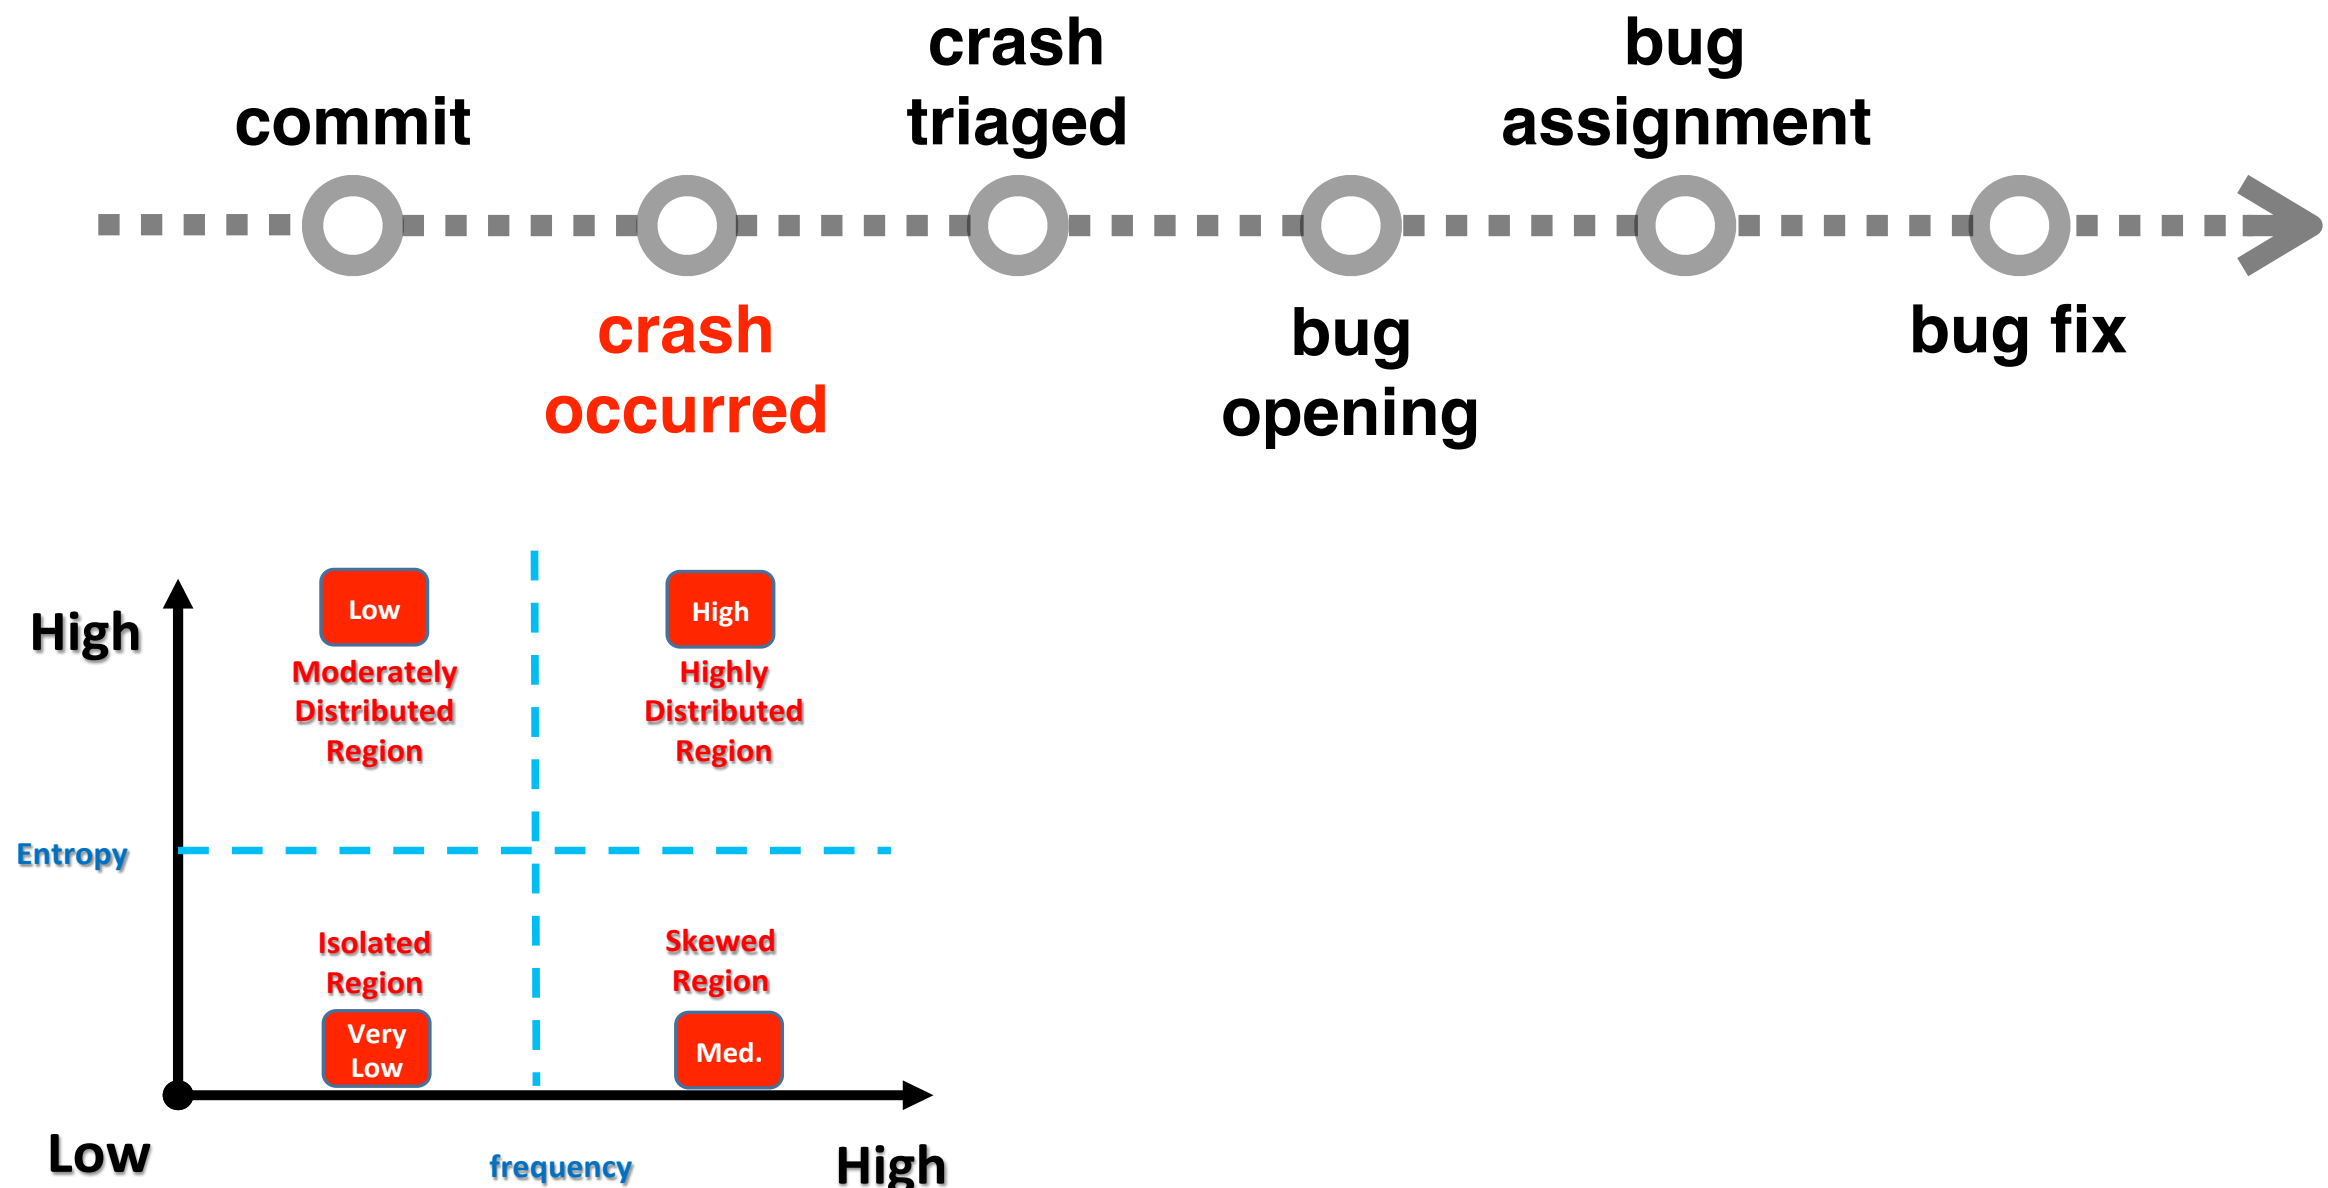 commit
crash
occurred
crash
triaged
bug
opening
bug
assignment
bug fix
High
Low
Moderately
Distributed
Region
High
Highly
Distributed
Region
Entropy
Isolated
Region
Very
Low
Skewed
Region
Med.
Low
frequency
High